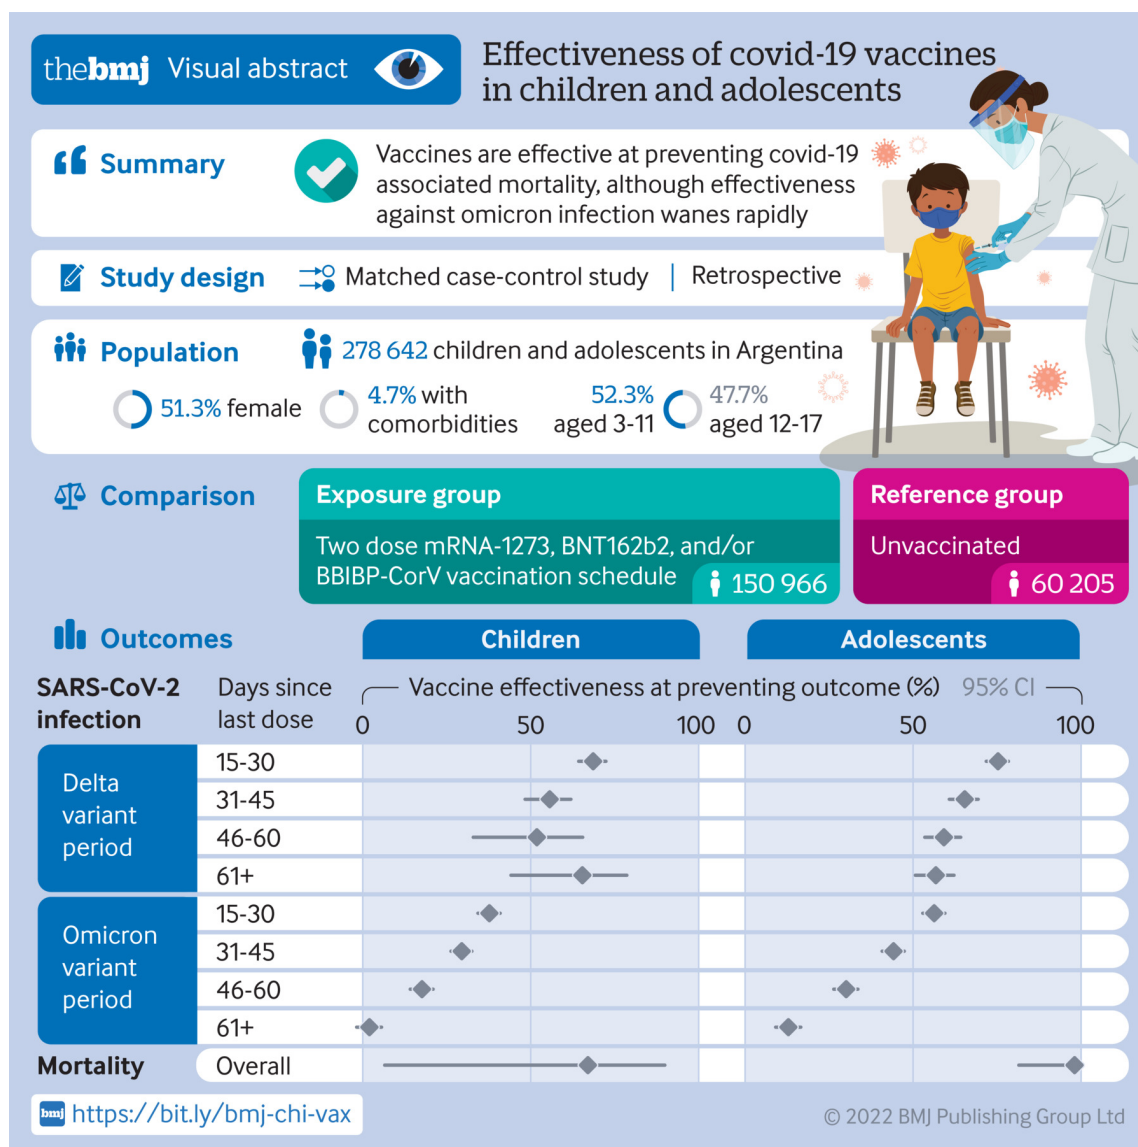 thebmj Visual abstract
Effectiveness of covid-19 vaccines
in children and adolescents
Summary
Vaccines are effective at preventing covid-19
associated mortality, although effectiveness
against omicron infection wanes rapidly
Study design
Matched case-control study | Retrospective
Population
278 642 children and adolescents in Argentina
51.3% female
4.7% with
comorbidities
52.3%
aged 3-11
47.7%
aged 12-17
Comparison
Exposure group
Two dose mRNA-1273, BNT162b2, and/or
BBIBP-CorV vaccination schedule
150 966
Reference group
Unvaccinated
60 205
Outcomes
Children
Adolescents
SARS-CoV-2
infection
Days since
last dose
Vaccine effectiveness at preventing outcome (%) 95% CI
0 50 100 0 50 100
Delta
variant
period
15-30
31-45
46-60
61+
Omicron
variant
period
15-30
31-45
46-60
61+
Mortality
Overall
bmj https://bit.ly/bmj-chi-vax
© 2022 BMJ Publishing Group Ltd